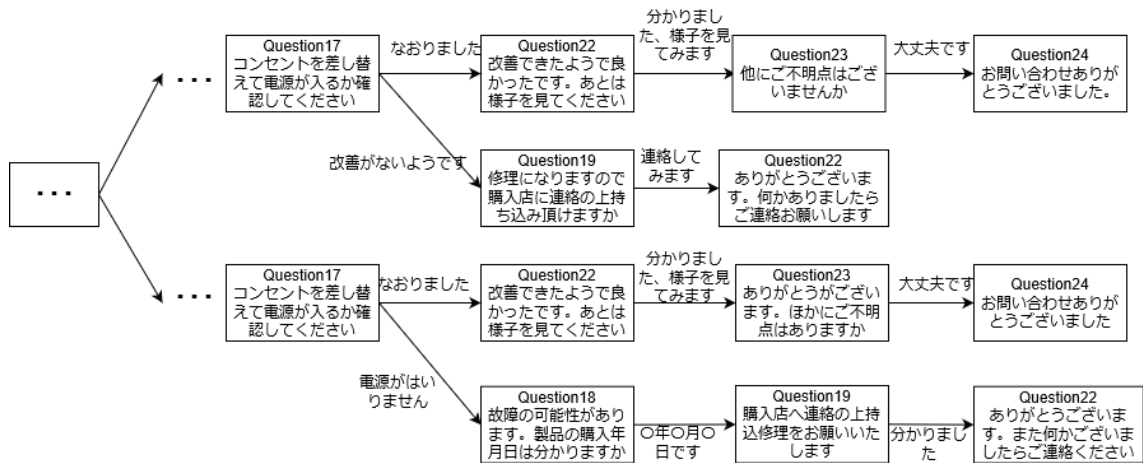 ・・・
・・・
Question17
コンセントを差し替
えて電源が入るか確
認してください
なおりました
Question22
改善できたようで良
かったです。あとは
様子を見てください
分かりまし
た、様子を見
てみます
Question23
他にご不明点はござ
いませんか
大丈夫です
Question24
お問い合わせありが
とうございました。
改善がないようです
Question19
修理になりますので
購入店に連絡の上持
ち込み頂けますか
連絡して
みます
Question22
ありがとうございま
す。何かありましたら
ご連絡お願いします
・・・
Question17
コンセントを差し替
えて電源が入るか確
認してください
なおりました
Question22
改善できたようで良
かったです。あとは
様子を見てください
分かりまし
た、様子を見
てみます
Question23
ありがとうがござい
ます。ほかにご不明
点はありますか
大丈夫です
Question24
お問い合わせありが
とうございました
電源がはい
りません
Question18
故障の可能性があり
ます。製品の購入年
月日は分かりますか
〇年〇月〇
日です
Question19
購入店へ連絡の上持
込修理をお願いいた
します
分かりまし
た
Question22
ありがとうございま
す。また何かございま
したらご連絡ください